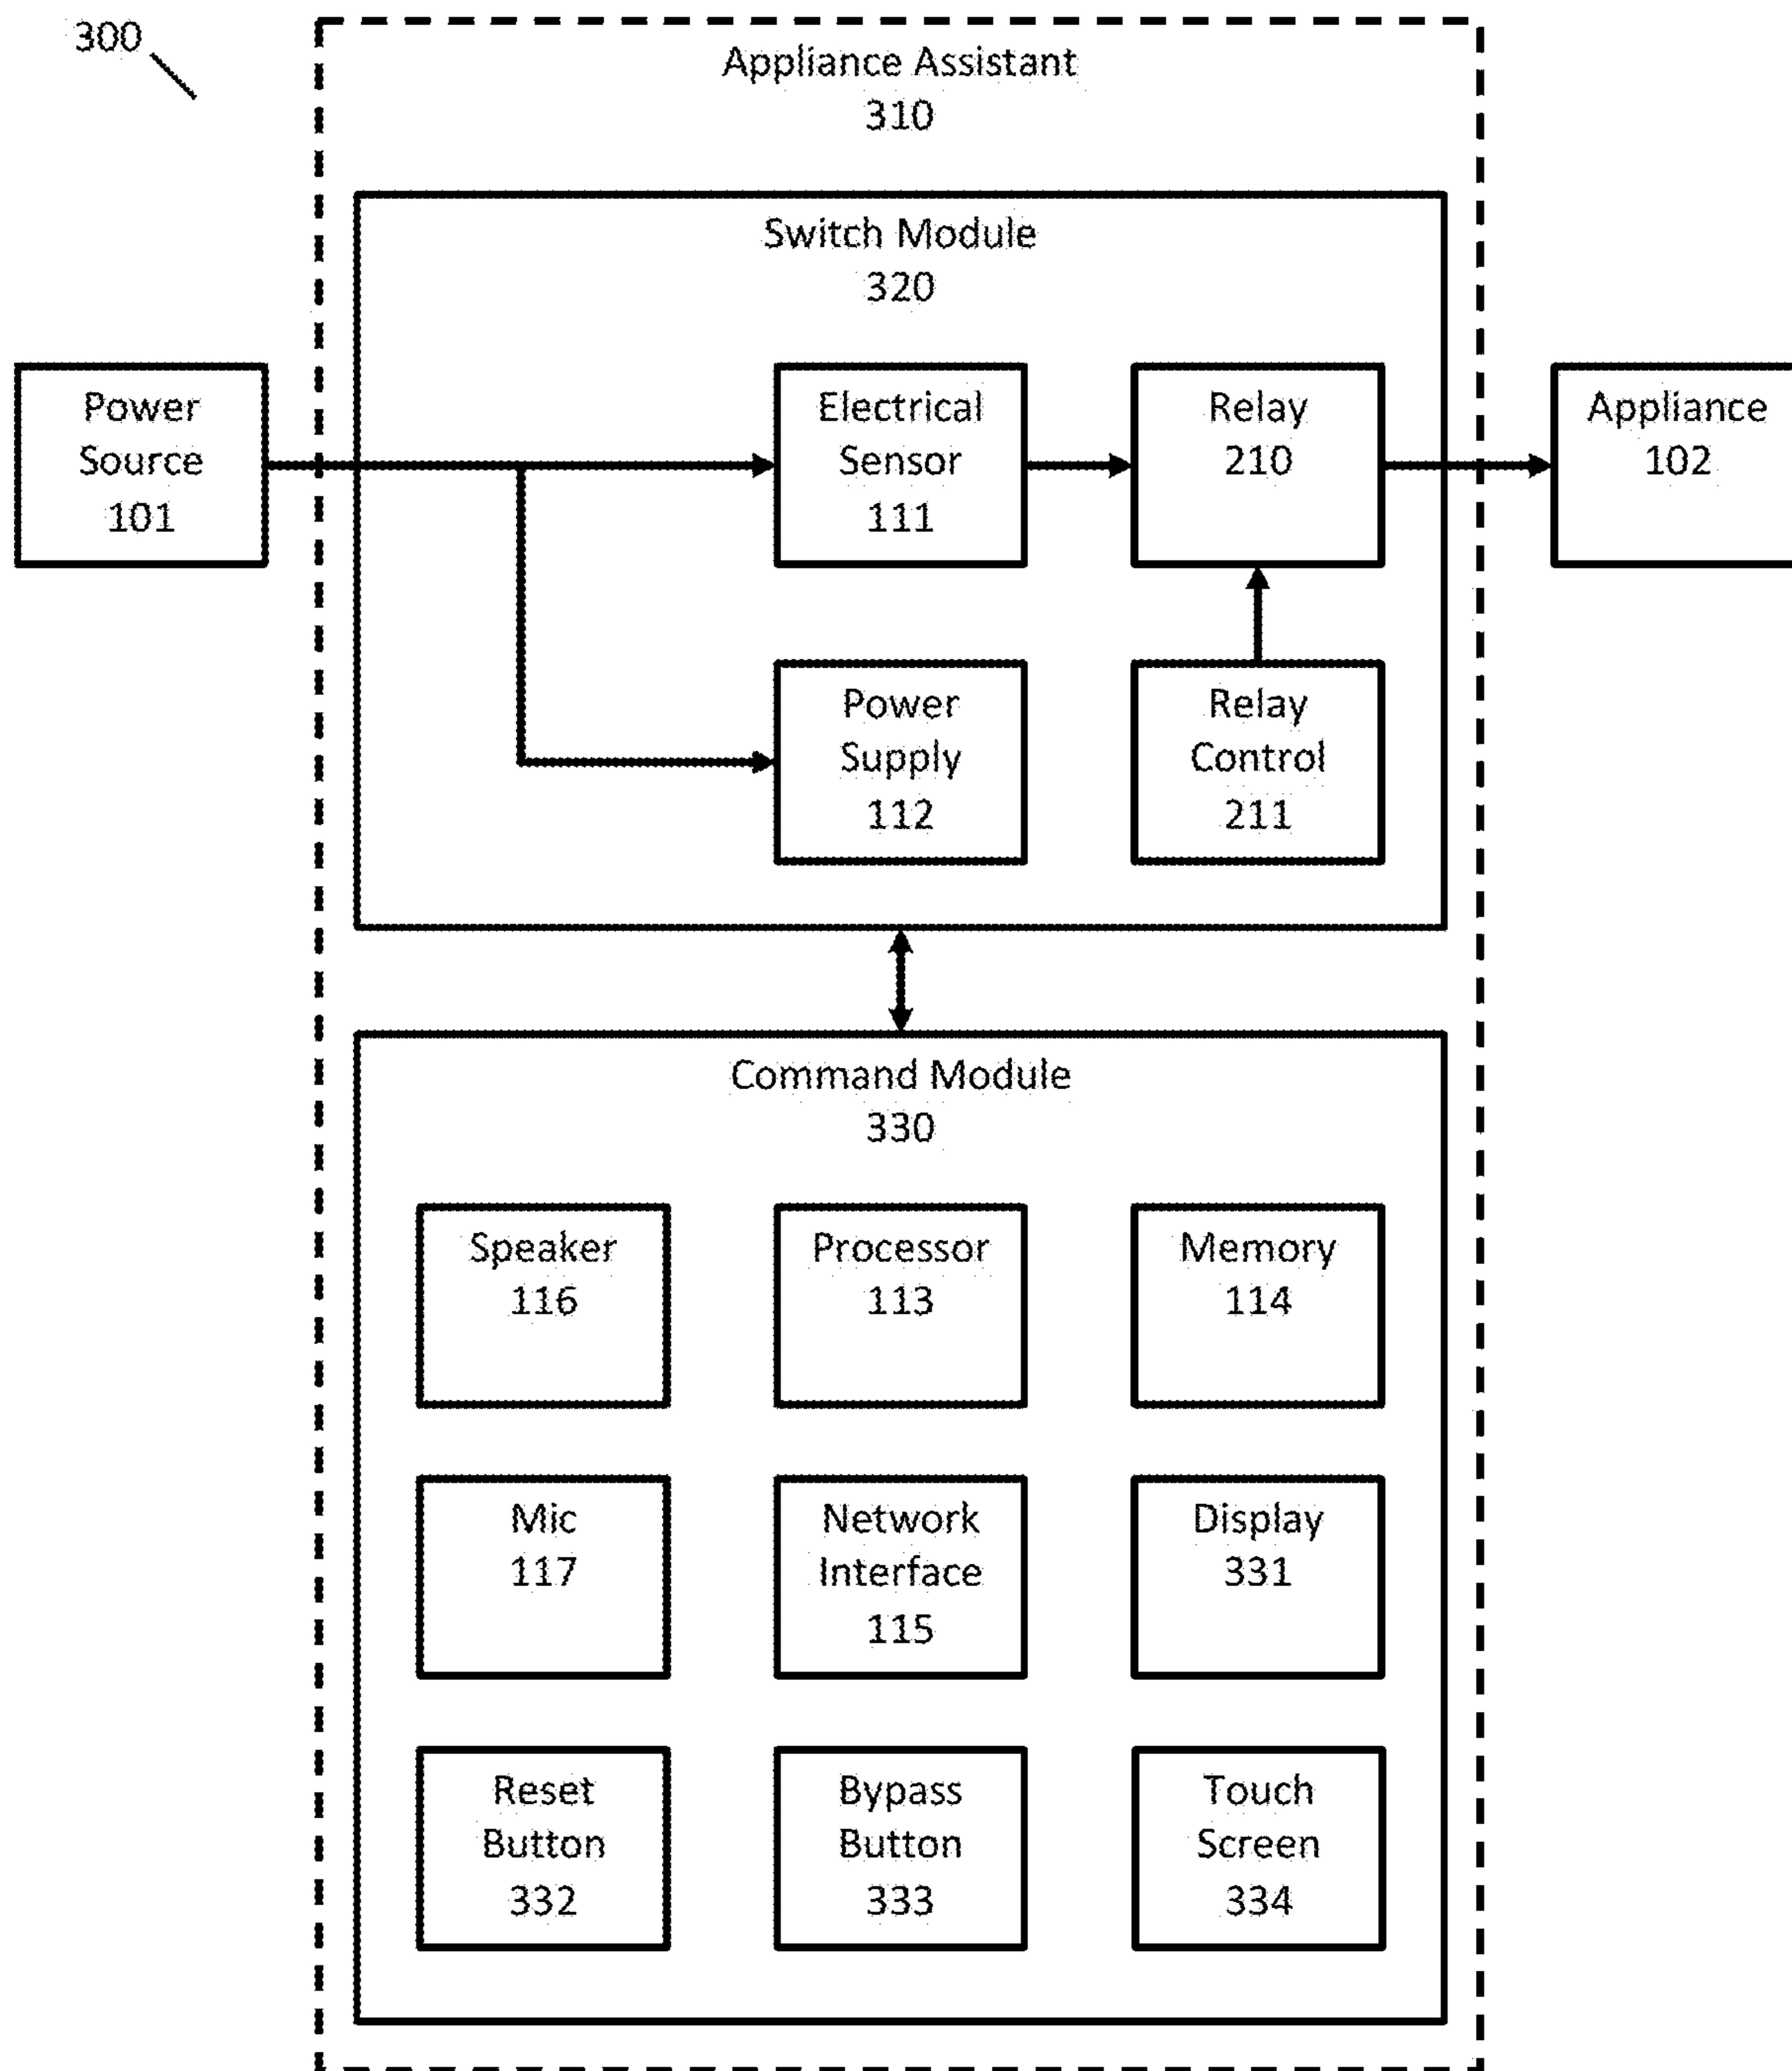 300
Appliance Assistant
310
Switch Module
320
Power
Source
101
Electrical
Sensor
111
Relay
210
Appliance
102
Power
Supply
112
Relay
Control
211
Command Module
330
Speaker
116
Processor
113
Memory
114
Mic
117
Network
Interface
115
Display
331
Reset
Button
332
Bypass
Button
333
Touch
Screen
334